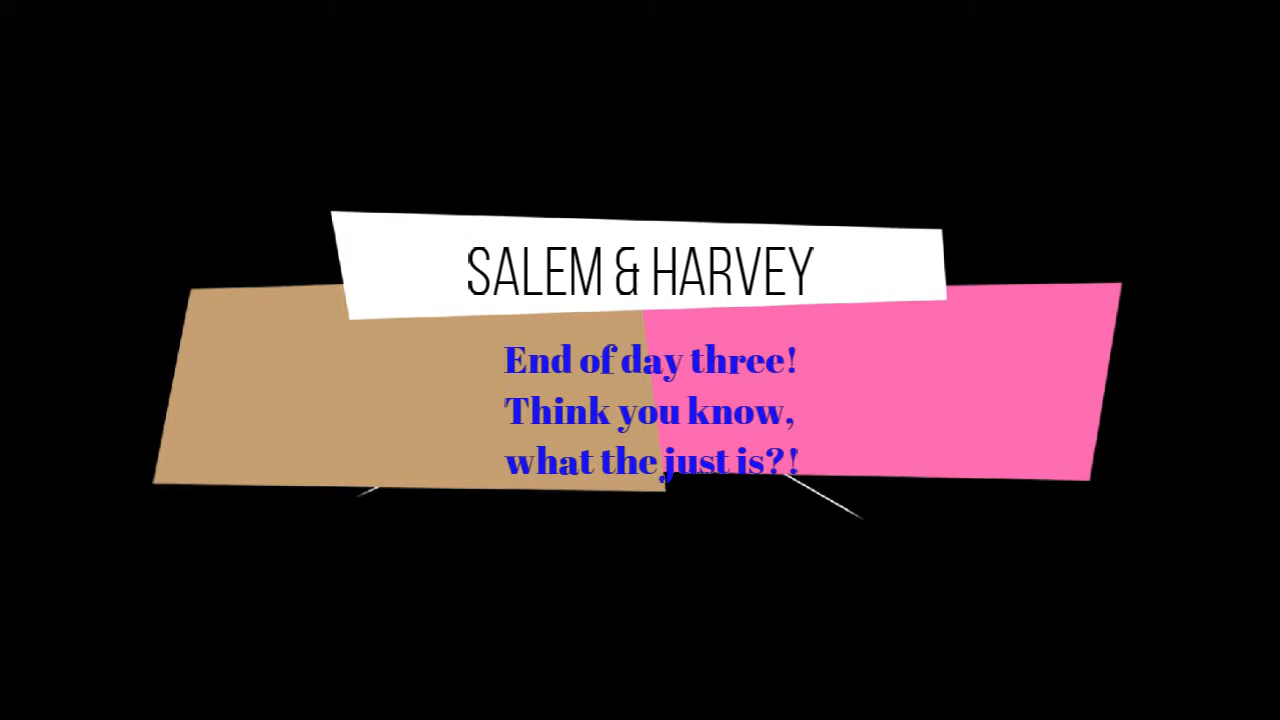 SALEM & HARVEY
End of day three!
Think you know,
what the just is?!